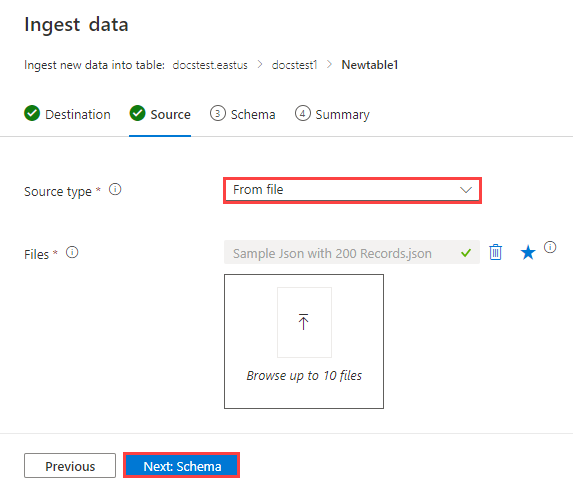 Ingest data
Ingest new data into table: docstest.eastus > docstest1 > Newtable1
Destination Source 3 Schema 4 Summary
Source type * From file
Files * Sample Json with 200 Records.json
Browse up to 10 files
Previous Next: Schema